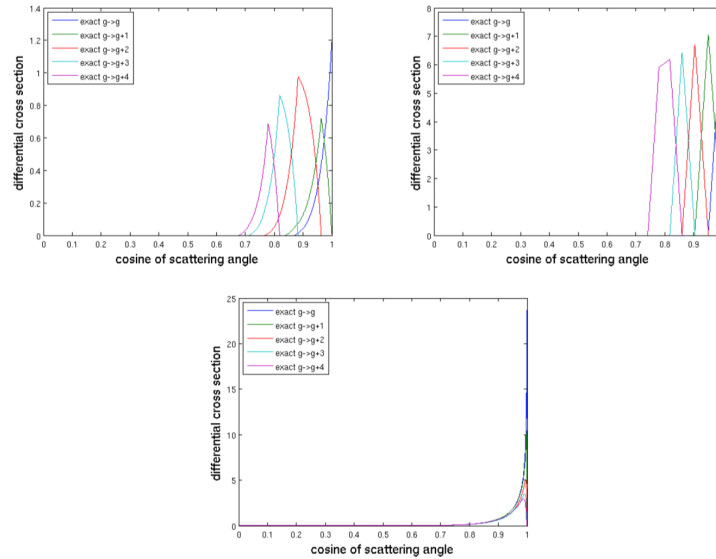 1.4
1.2
1
0.8
0.6
0.4
0.2
0
differential cross section
exact g->g
exact g->g+1
exact g->g+2
exact g->g+3
exact g->g+4
0 0.1 0.2 0.3 0.4 0.5 0.6 0.7 0.8 0.9 1
cosine of scattering angle
8
7
6
5
4
3
2
1
0
differential cross section
exact g->g
exact g->g+1
exact g->g+2
exact g->g+3
exact g->g+4
0 0.1 0.2 0.3 0.4 0.5 0.6 0.7 0.8 0.9
cosine of scattering angle
25
20
15
10
5
0
differential cross section
exact g->g
exact g->g+1
exact g->g+2
exact g->g+3
exact g->g+4
0 0.1 0.2 0.3 0.4 0.5 0.6 0.7 0.8 0.9 1
cosine of scattering angle